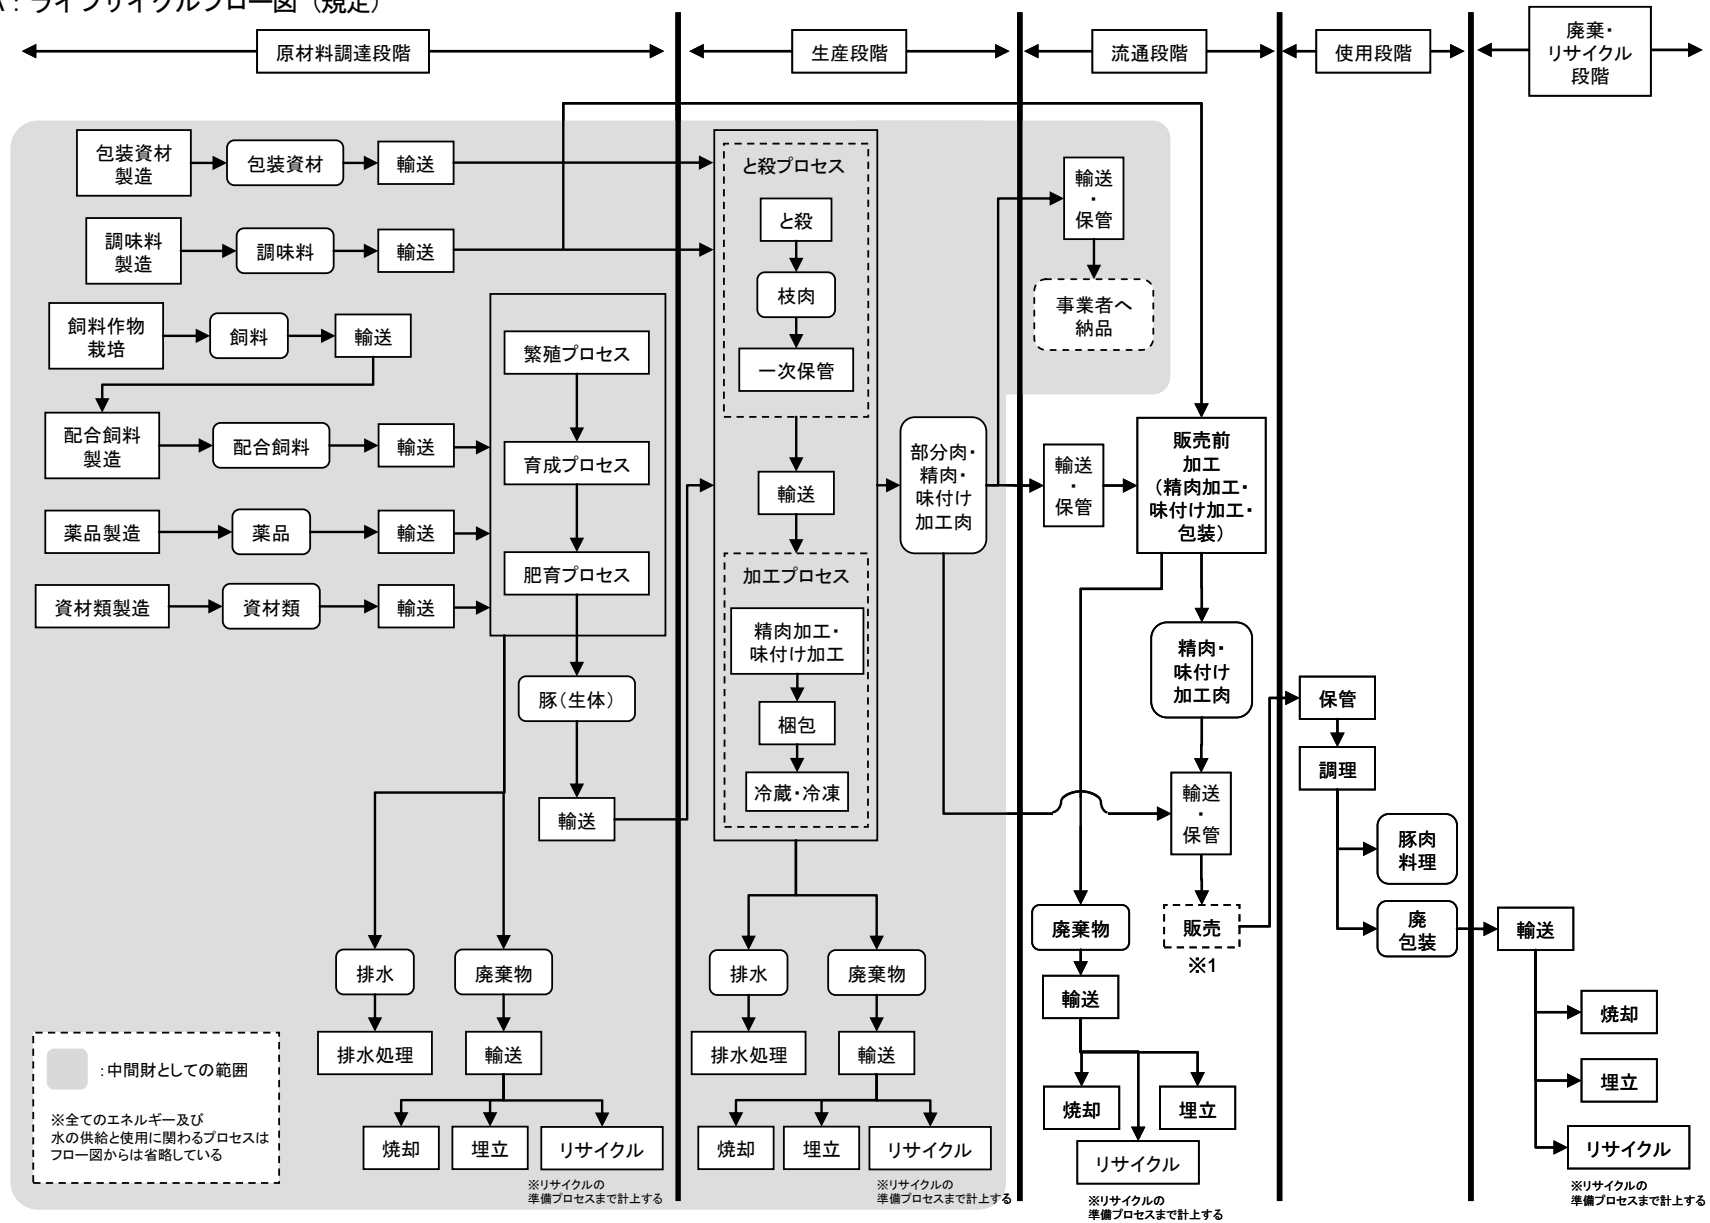 A：ライフサイクルフロー図（規定）
原材料調達段階
生産段階
流通段階
使用段階
廃棄・
リサイクル
段階
包装資材
製造
包装資材
輸送
調味料
製造
調味料
輸送
飼料作物
栽培
飼料
輸送
配合飼料
製造
配合飼料
輸送
薬品製造
薬品
輸送
資材類製造
資材類
輸送
繁殖プロセス
育成プロセス
肥育プロセス
豚（生体）
輸送
排水
廃棄物
排水処理
輸送
焼却
埋立
リサイクル
※リサイクルの
準備プロセスまで計上する
：中間財としての範囲
※全てのエネルギー及び
水の供給と使用に関わるプロセスは
フロー図からは省略している
と殺プロセス
と殺
枝肉
一次保管
輸送
加工プロセス
精肉加工・
味付け加工
梱包
冷蔵・冷凍
部分肉・
精肉・
味付け
加工肉
排水
廃棄物
排水処理
輸送
焼却
埋立
リサイクル
※リサイクルの
準備プロセスまで計上する
輸送
・
保管
事業者へ
納品
輸送
・
保管
販売前
加工
（精肉加工・
味付け加工・
包装）
精肉・
味付け
加工肉
輸送
・
保管
販売
※1
廃棄物
輸送
焼却
埋立
リサイクル
※リサイクルの
準備プロセスまで計上する
保管
調理
豚肉
料理
廃
包装
輸送
焼却
埋立
リサイクル
※リサイクルの
準備プロセスまで計上する